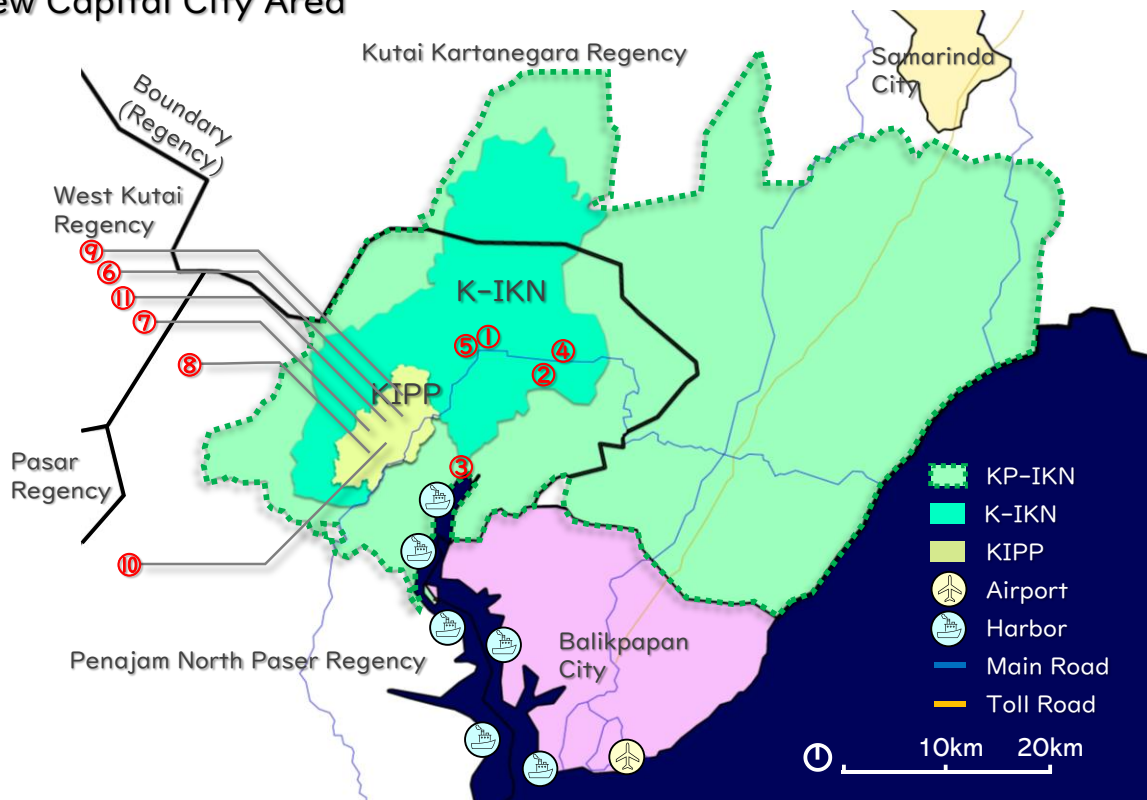 ew Capital City Area
Kutai Kartanegara Regency
Samarinda
City
Boundary
(Regency)
West Kutai
Regency
⑨
⑥
⑪
⑦
⑧
K-IKN
⑤ ①
④
②
KIPP
③
Pasar
Regency
⑩
Penajam North Paser Regency
Balikpapan
City
KP-IKN
K-IKN
KIPP
Airport
Harbor
Main Road
Toll Road
10km 20km